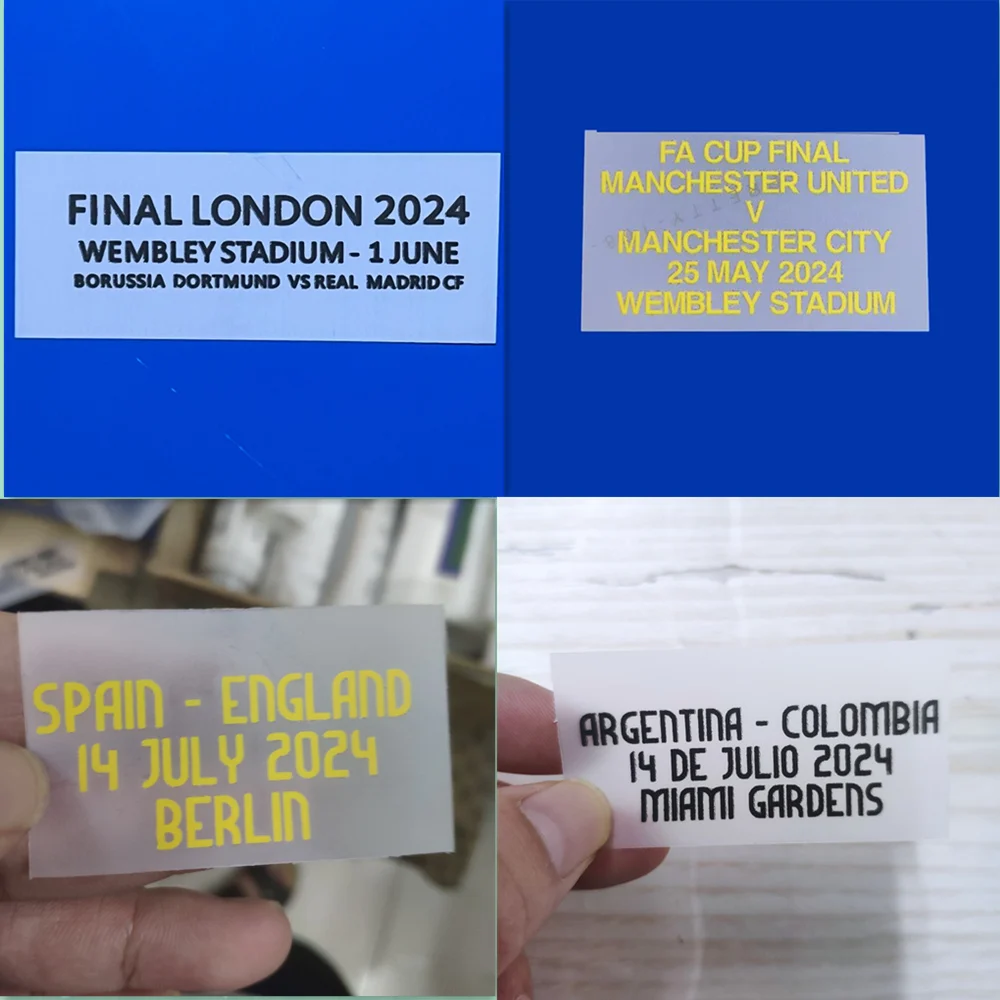 FINAL LONDON 2024
WEMBLEY STADIUM - 1 JUNE
BORUSSIA DORTMUND VS REAL MADRID CF
FA CUP FINAL
MANCHESTER UNITED
V
MANCHESTER CITY
25 MAY 2024
WEMBLEY STADIUM
SPAIN - ENGLAND
14 JULY 2024
BERLIN
ARGENTINA - COLOMBIA
14 DE JULIO 2024
MIAMI GARDENS